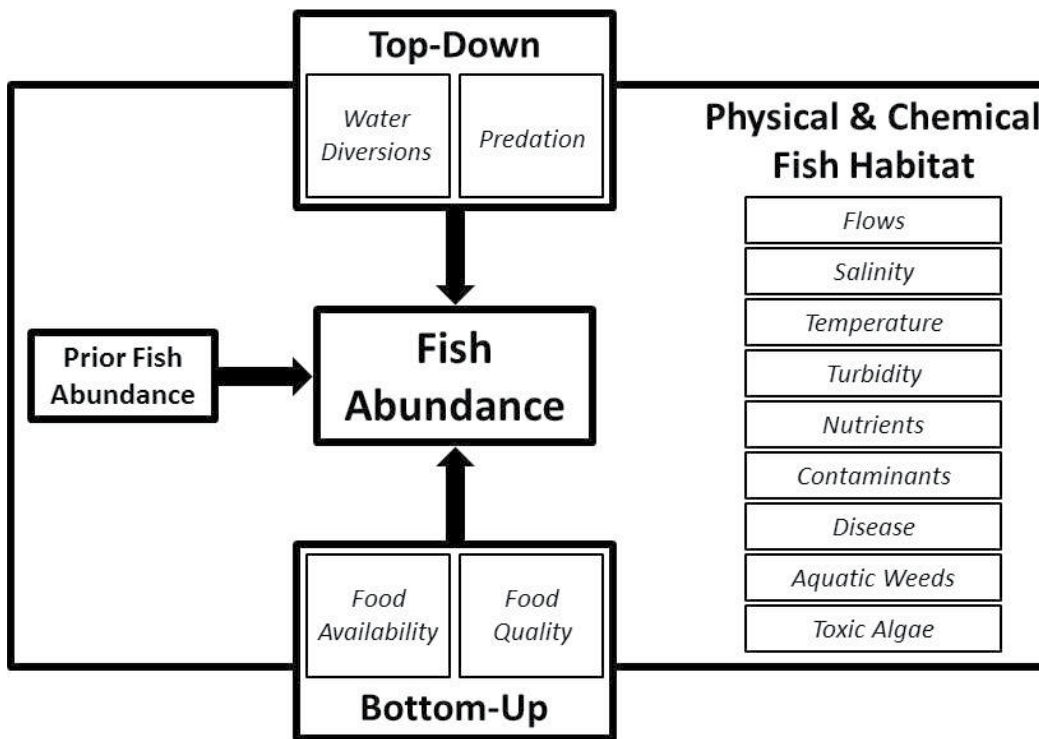 Top-Down
Water
Diversions
Predation
Physical & Chemical
Fish Habitat
Flows
Salinity
Temperature
Turbidity
Nutrients
Contaminants
Disease
Aquatic Weeds
Toxic Algae
Prior Fish
Abundance
Fish
Abundance
Food
Availability
Food
Quality
Bottom-Up